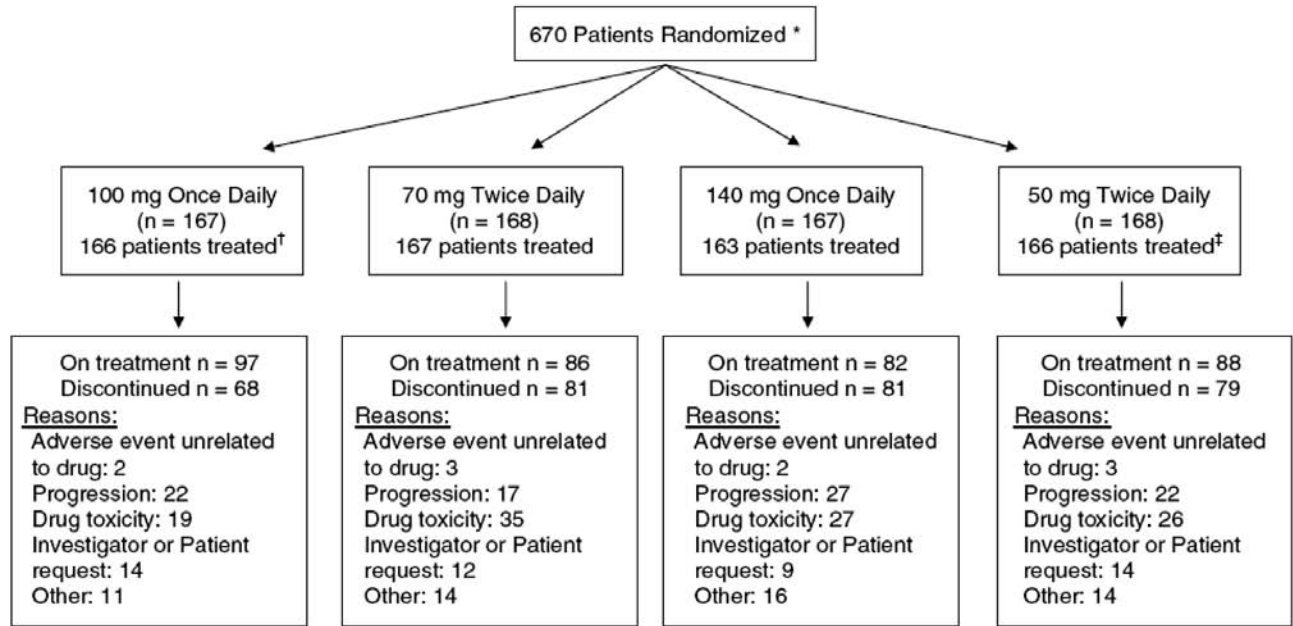 670 Patients Randomized *
100 mg Once Daily
(n = 167)
166 patients treated†
70 mg Twice Daily
(n = 168)
167 patients treated
140 mg Once Daily
(n = 167)
163 patients treated
50 mg Twice Daily
(n = 168)
166 patients treated‡
On treatment n = 97
Discontinued n = 68
Reasons:
Adverse event unrelated
to drug: 2
Progression: 22
Drug toxicity: 19
Investigator or Patient
request: 14
Other: 11
On treatment n = 86
Discontinued n = 81
Reasons:
Adverse event unrelated
to drug: 3
Progression: 17
Drug toxicity: 35
Investigator or Patient
request: 12
Other: 14
On treatment n = 82
Discontinued n = 81
Reasons:
Adverse event unrelated
to drug: 2
Progression: 27
Drug toxicity: 27
Investigator or Patient
request: 9
Other: 16
On treatment n = 88
Discontinued n = 79
Reasons:
Adverse event unrelated
to drug: 3
Progression: 22
Drug toxicity: 26
Investigator or Patient
request: 14
Other: 14